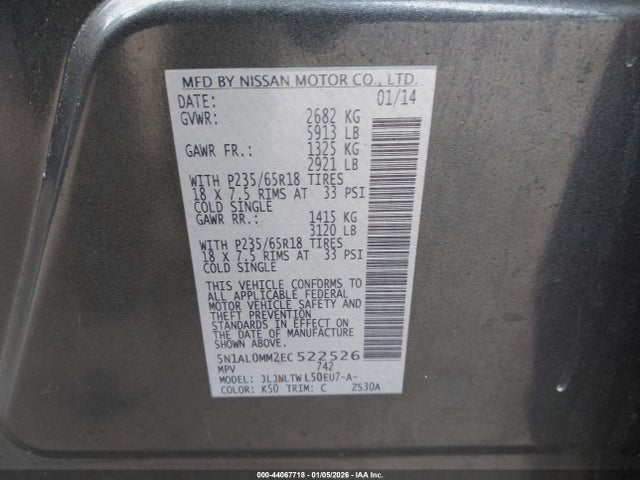 MFD BY NISSAN MOTOR CO., LTD.
DATE: 01/14
GVWR: 2682 KG
5913 LB
GAWR FR.: 1325 KG
2921 LB
WITH P235/65R18 TIRES
18 X 7.5 RIMS AT 33 PSI
COLD SINGLE
GAWR RR.: 1415 KG
3120 LB
WITH P235/65R18 TIRES
18 X 7.5 RIMS AT 33 PSI
COLD SINGLE
THIS VEHICLE CONFORMS TO
ALL APPLICABLE FEDERAL
MOTOR VEHICLE SAFETY AND
THEFT PREVENTION
STANDARDS IN EFFECT ON
THE DATE OF MANUFACTURE
SHOWN ABOVE.
5N1AL0MM2EC522526
MPV 742
MODEL: JLJNLTWL50EU7-A-
COLOR: K50 TRIM: C ZS30A
000-44067718 - 01/05/2026 - IAA Inc.